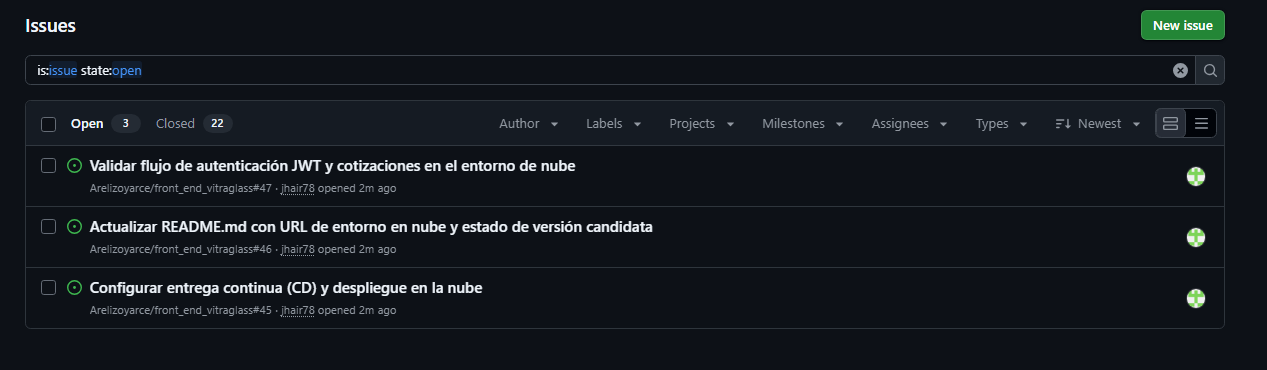 Issues
New issue
is:issue state:open
Open 3 Closed 22 Author Labels Projects Milestones Assignees Types Newest
Validar flujo de autenticación JWT y cotizaciones en el entorno de nube
Arelizoyarce/front_end_vitraglass#47 · jhair78 opened 2m ago
Actualizar README.md con URL de entorno en nube y estado de versión candidata
Arelizoyarce/front_end_vitraglass#46 · jhair78 opened 2m ago
Configurar entrega continua (CD) y despliegue en la nube
Arelizoyarce/front_end_vitraglass#45 · jhair78 opened 2m ago